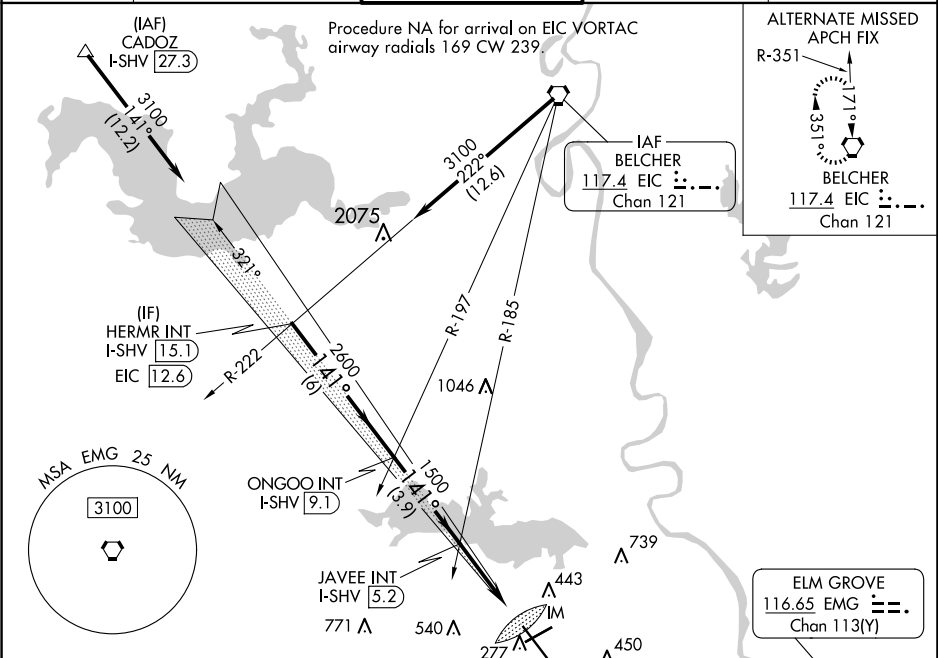 (IAF)
CADOZ
I-SHV 27.3
3100
141°
(12.2)
Procedure NA for arrival on EIC VORTAC
airway radials 169 CW 239.
ALTERNATE MISSED
APCH FIX
R-351
171°
351°
BELCHER
117.4 EIC
Chan 121
3100
222°
(12.6)
IAF
BELCHER
117.4 EIC
Chan 121
2075
321°
R-197
R-185
(IF)
HERMR INT
I-SHV 15.1
EIC 12.6
R-222
2600
141°
(6)
1046
MSA EMG 25 NM
3100
ONGOO INT
I-SHV 9.1
1500
141°
(3.9)
JAVEE INT
I-SHV 5.2
739
443
IM
771
540
277
450
ELM GROVE
116.65 EMG
Chan 113(Y)